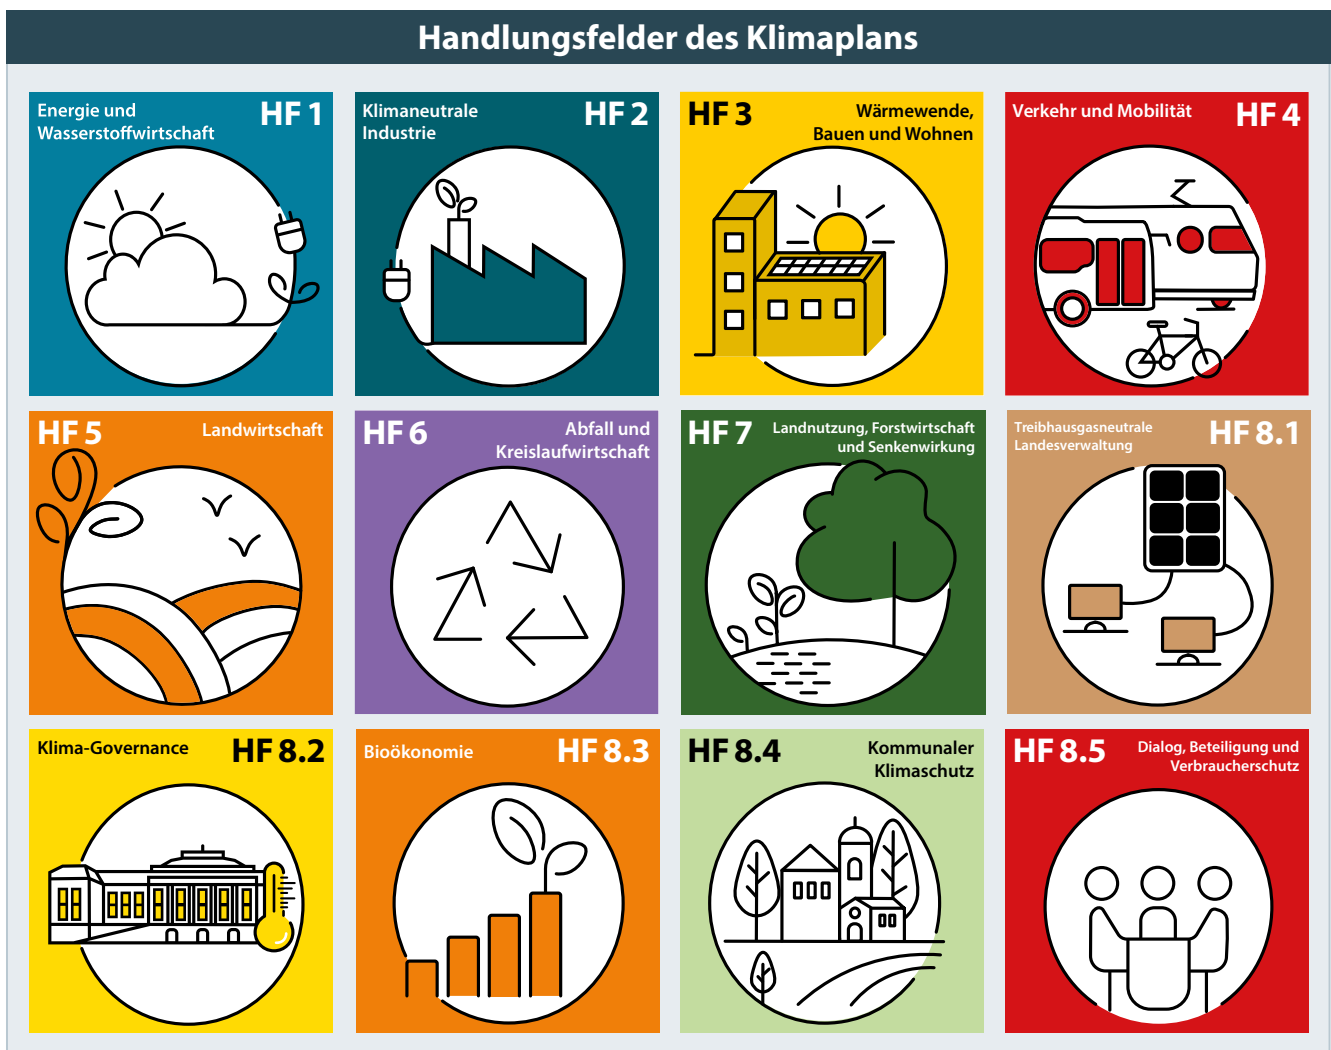 Handlungsfelder des Klimaplans
Energie und
Wasserstoffwirtschaft
HF 1
Klimaneutrale
Industrie
HF 2
HF 3
Wärmewende,
Bauen und Wohnen
Verkehr und Mobilität
HF 4
HF 5
Landwirtschaft
HF 6
Abfall und
Kreislaufwirtschaft
HF 7
Landnutzung, Forstwirtschaft
und Senkenwirkung
Treibhausgasneutrale
Landesverwaltung
HF 8.1
Klima-Governance
HF 8.2
Bioökonomie
HF 8.3
HF 8.4
Kommunaler
Klimaschutz
HF 8.5
Dialog, Beteiligung und
Verbraucherschutz